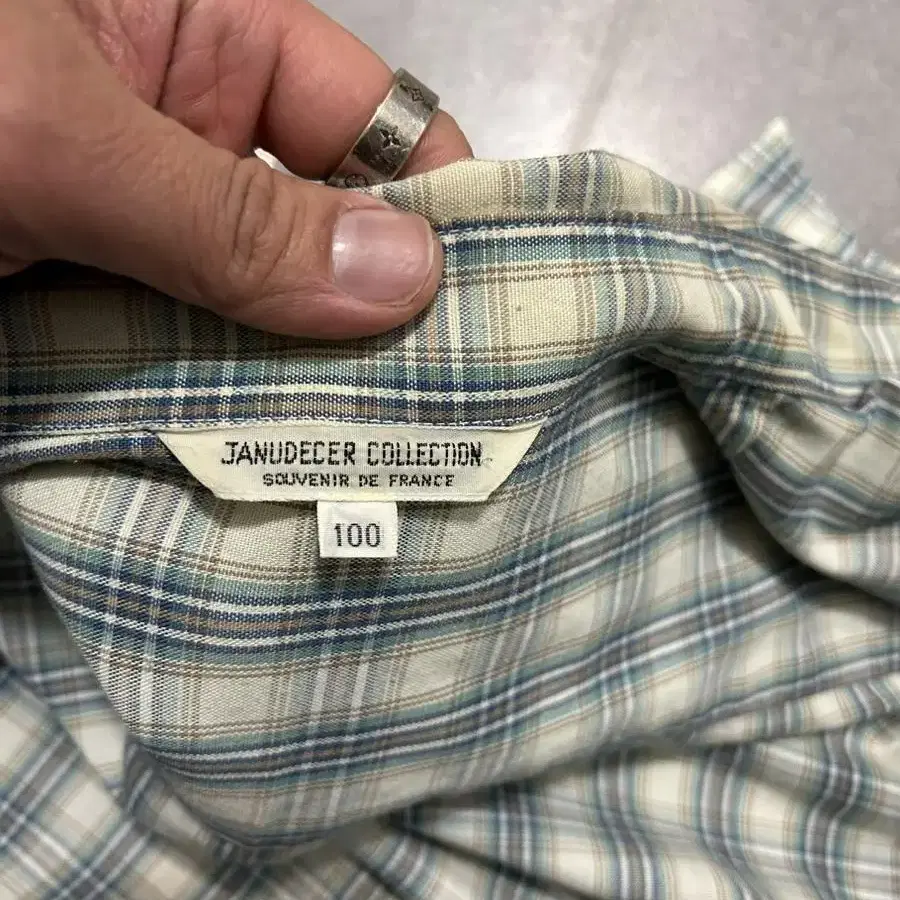 JANUDECER COLLECTION
SOUVENIR DE FRANCE
100